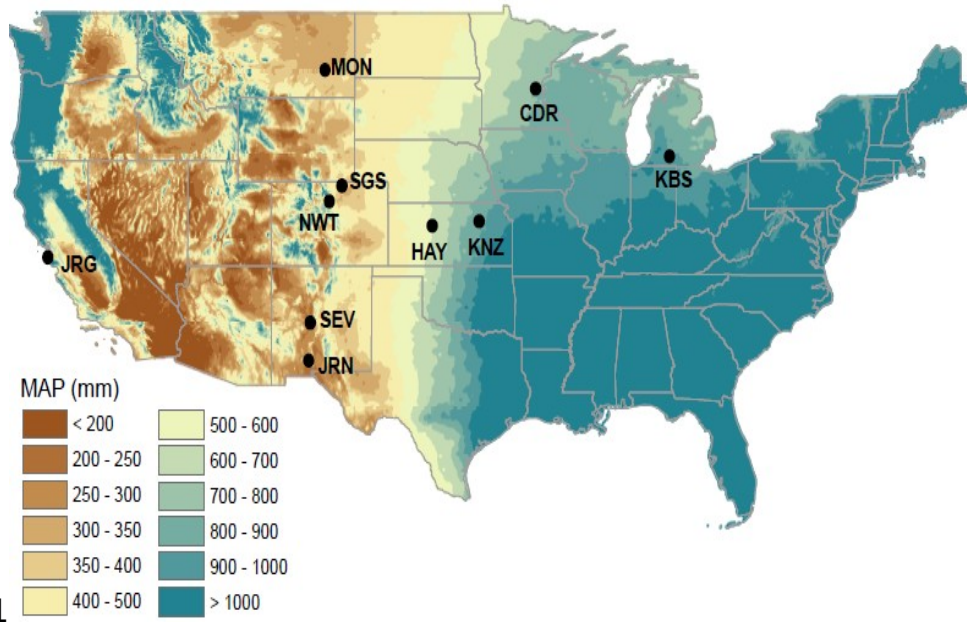 MON
CDR
KBS
SGS
NWT
HAY
KNZ
JRG
SEV
JRN
MAP (mm)
< 200
200 - 250
250 - 300
300 - 350
350 - 400
400 - 500
500 - 600
600 - 700
700 - 800
800 - 900
900 - 1000
> 1000